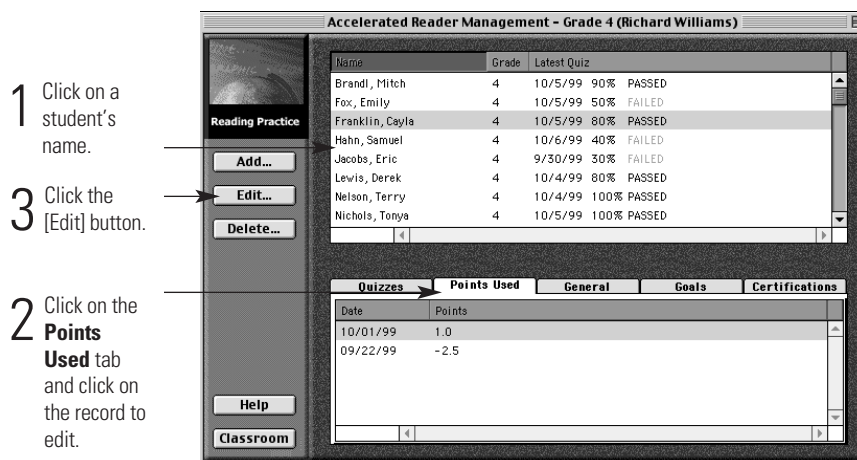 Accelerated Reader Management - Grade 4 (Richard Williams)
1 Click on a
student's
name.
3 Click the
[Edit] button.
2 Click on the
Points
Used tab
and click on
the record to
edit.
Reading Practice
Add...
Edit...
Delete...
Help
Classroom
Name Grade Latest Quiz
Brandl, Mitch 4 10/5/99 90% PASSED
Fox, Emily 4 10/5/99 50% FAILED
Franklin, Cayla 4 10/5/99 80% PASSED
Hahn, Samuel 4 10/6/99 40% FAILED
Jacobs, Eric 4 9/30/99 30% FAILED
Lewis, Derek 4 10/4/99 80% PASSED
Nelson, Terry 4 10/4/99 100% PASSED
Nichols, Tonya 4 10/5/99 100% PASSED
Quizzes Points Used General Goals Certifications
Date Points
10/01/99 1.0
09/22/99 -2.5